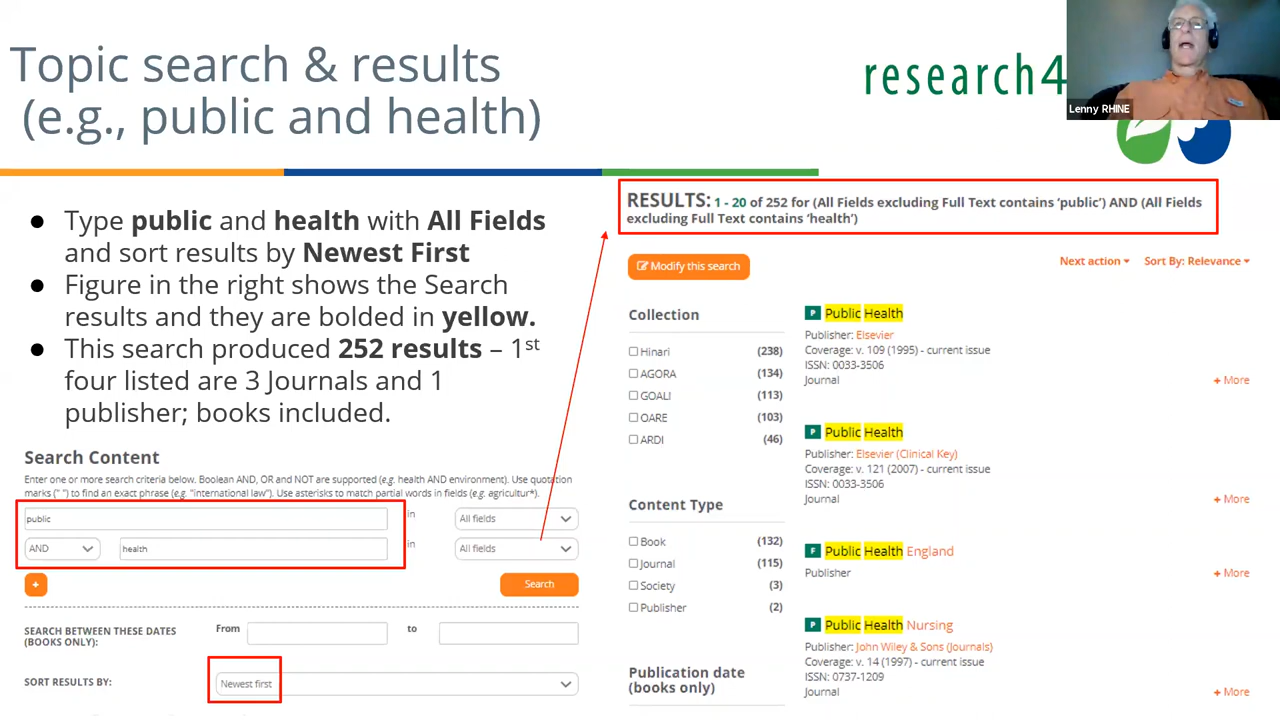 Topic search & results
(e.g., public and health)
research4
Lenny RHINE
● Type public and health with All Fields
and sort results by Newest First
● Figure in the right shows the Search
results and they are bolded in yellow.
● This search produced 252 results – 1st
four listed are 3 Journals and 1
publisher; books included.
Search Content
Enter one or more search criteria below, Boolean AND, OR and NOT are supported (e.g. health AND environment). Use quotation
marks (" ") to find an exact phrase (e.g. "international law"). Use asterisks to match partial words in fields (e.g. agricultur*).
public in All fields
AND health in All fields
+ Search
SEARCH BETWEEN THESE DATES
(BOOKS ONLY):
From to
SORT RESULTS BY: Newest first
RESULTS: 1 - 20 of 252 for (All Fields excluding Full Text contains ‘public’) AND (All Fields
excluding Full Text contains ‘health’)
Modify this search
Next action Sort By: Relevance
Collection
Hinari (238)
AGORA (134)
GOALI (113)
OARE (103)
ARDI (46)
Content Type
Book (132)
Journal (115)
Society (3)
Publisher (2)
Publication date
(books only)
P Public Health
Publisher: Elsevier
Coverage: v. 109 (1995) - current issue
ISSN: 0033-3506
Journal
+ More
P Public Health
Publisher: Elsevier (Clinical Key)
Coverage: v. 121 (2007) - current issue
ISSN: 0033-3506
Journal
+ More
F Public Health England
Publisher
+ More
P Public Health Nursing
Publisher: John Wiley & Sons (Journals)
Coverage: v. 14 (1997) - current issue
ISSN: 0737-1209
Journal
+ More